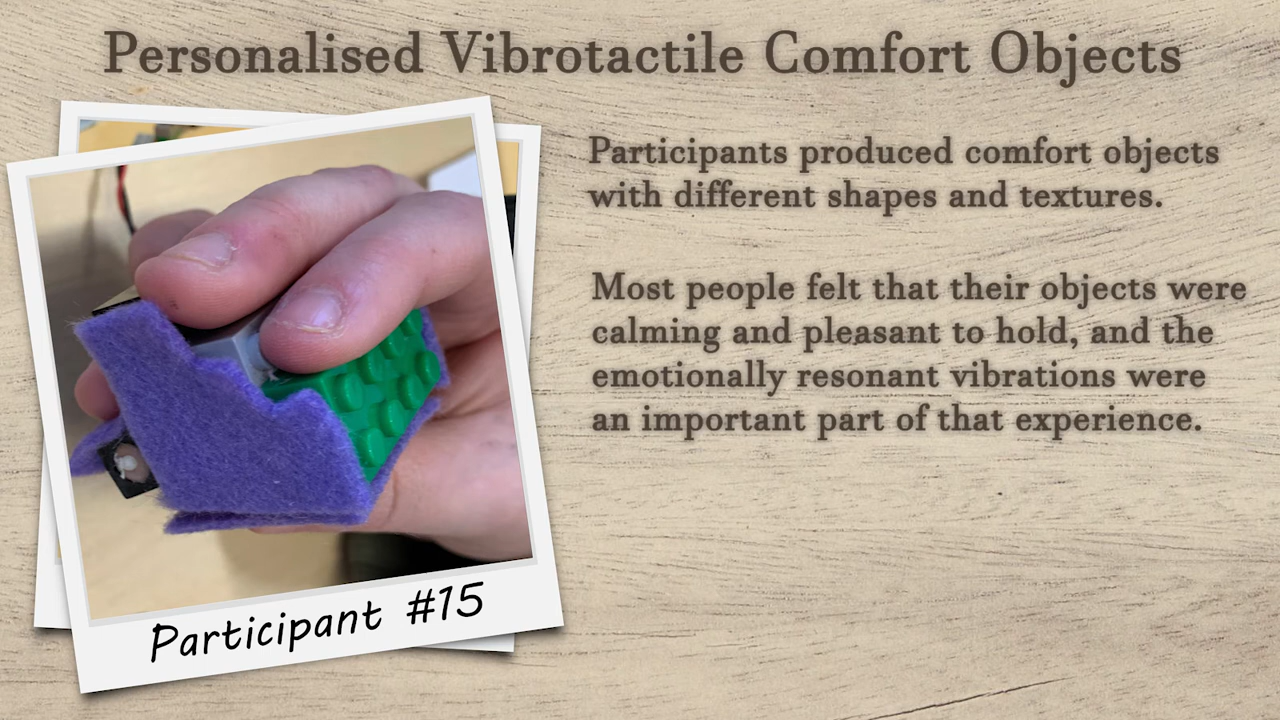 Personalised Vibrotactile Comfort Objects
Participants produced comfort objects
with different shapes and textures.
Most people felt that their objects were
calming and pleasant to hold, and the
emotionally resonant vibrations were
an important part of that experience.
Participant #15